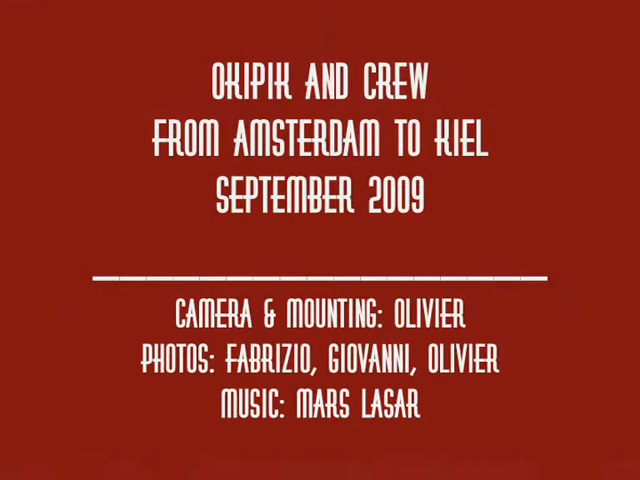 OKIPIK AND CREW
FROM AMSTERDAM TO KIEL
SEPTEMBER 2009
CAMERA & MOUNTING: OLIVIER
PHOTOS: FABRIZIO, GIOVANNI, OLIVIER
MUSIC: MARS LASAR